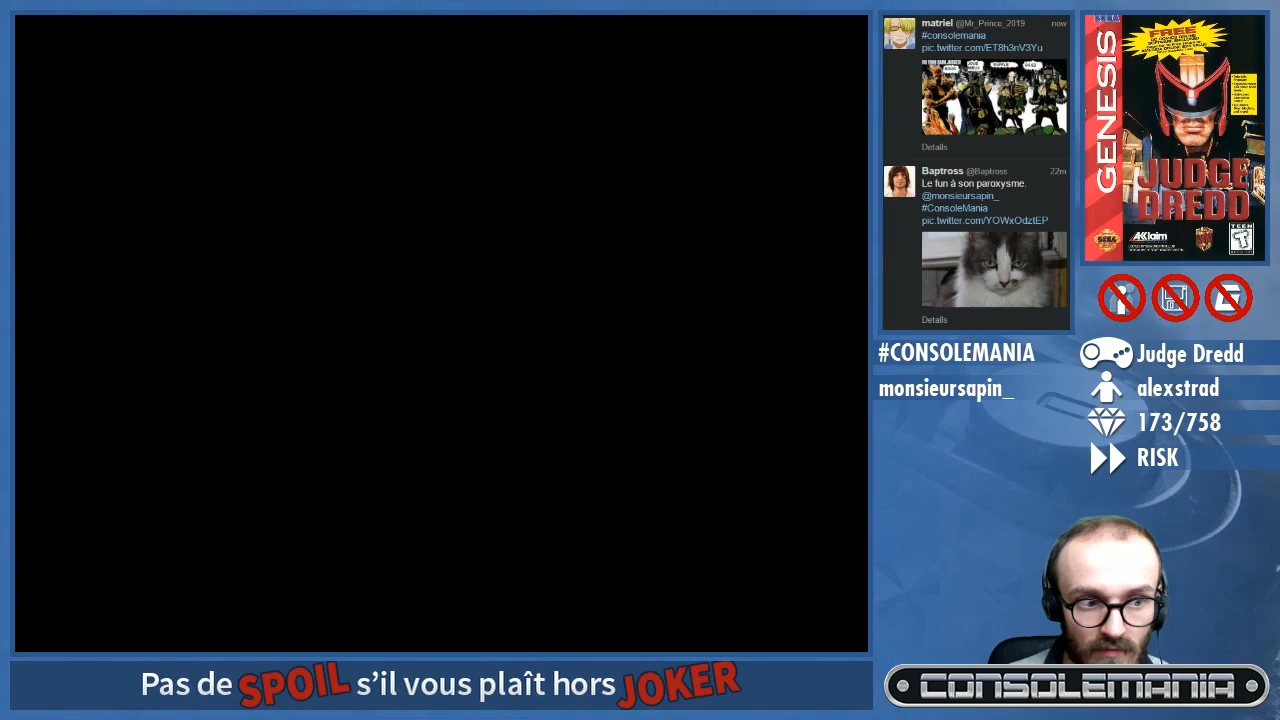 matriel @Mr_Prince_2019 now
#consolemania
pic.twitter.com/ET8h3nV3Yu
Details
Baptross @Baptross 22m
Le fun à son paroxysme.
@monsieursapin_
#ConsoleMania
pic.twitter.com/YOWxOdztEP
Details
GENESIS
FREE
JUDGE
DREDD
AKklaim
SEGA
TEEN
T
#CONSOLEMANIA
monsieursapin_
Judge Dredd
alexstrad
173/758
RISK
Pas de SPOIL s'il vous plaît hors JOKER
CONSOLEMANIA